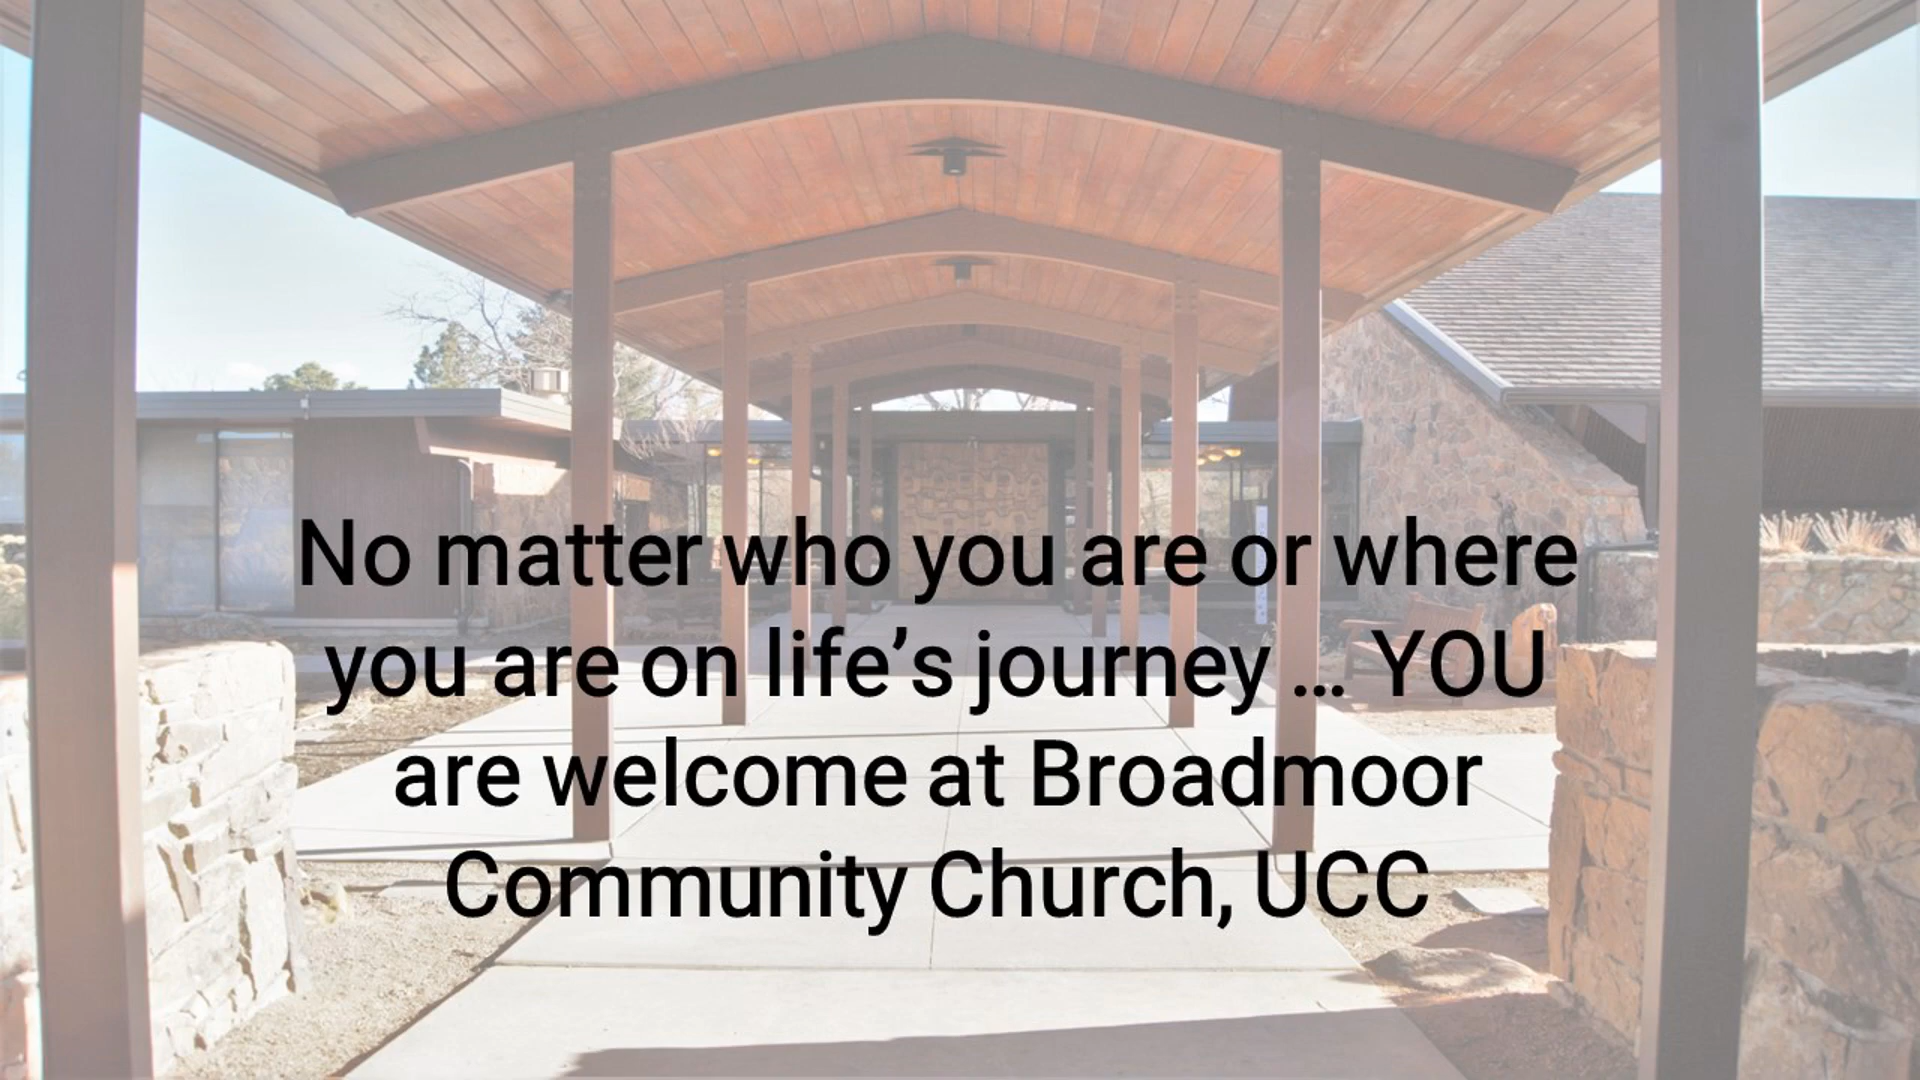 No matter who you are or where
you are on life’s journey ... YOU
are welcome at Broadmoor
Community Church, UCC